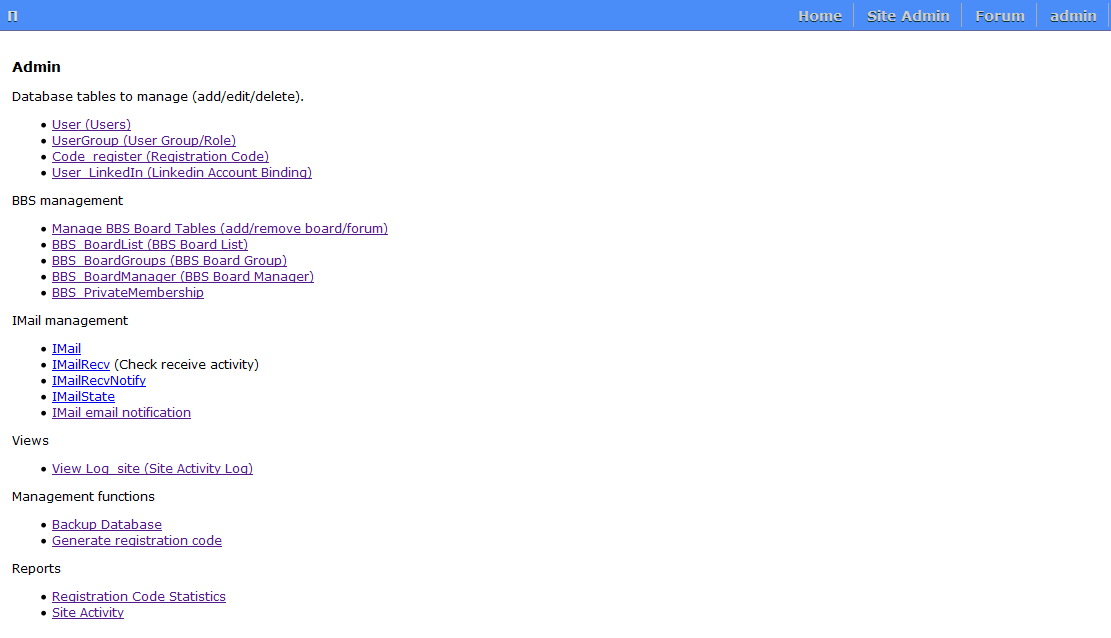 Π
Home
Site Admin
Forum
admin
Admin
Database tables to manage (add/edit/delete).
User (Users)
UserGroup (User Group/Role)
Code_register (Registration Code)
User_LinkedIn (Linkedin Account Binding)
BBS management
Manage BBS Board Tables (add/remove board/forum)
BBS_BoardList (BBS Board List)
BBS_BoardGroups (BBS Board Group)
BBS_BoardManager (BBS Board Manager)
BBS_PrivateMembership
IMail management
IMail
IMailRecv (Check receive activity)
IMailRecvNotify
IMailState
IMail email notification
Views
View Log_site (Site Activity Log)
Management functions
Backup Database
Generate registration code
Reports
Registration Code Statistics
Site Activity